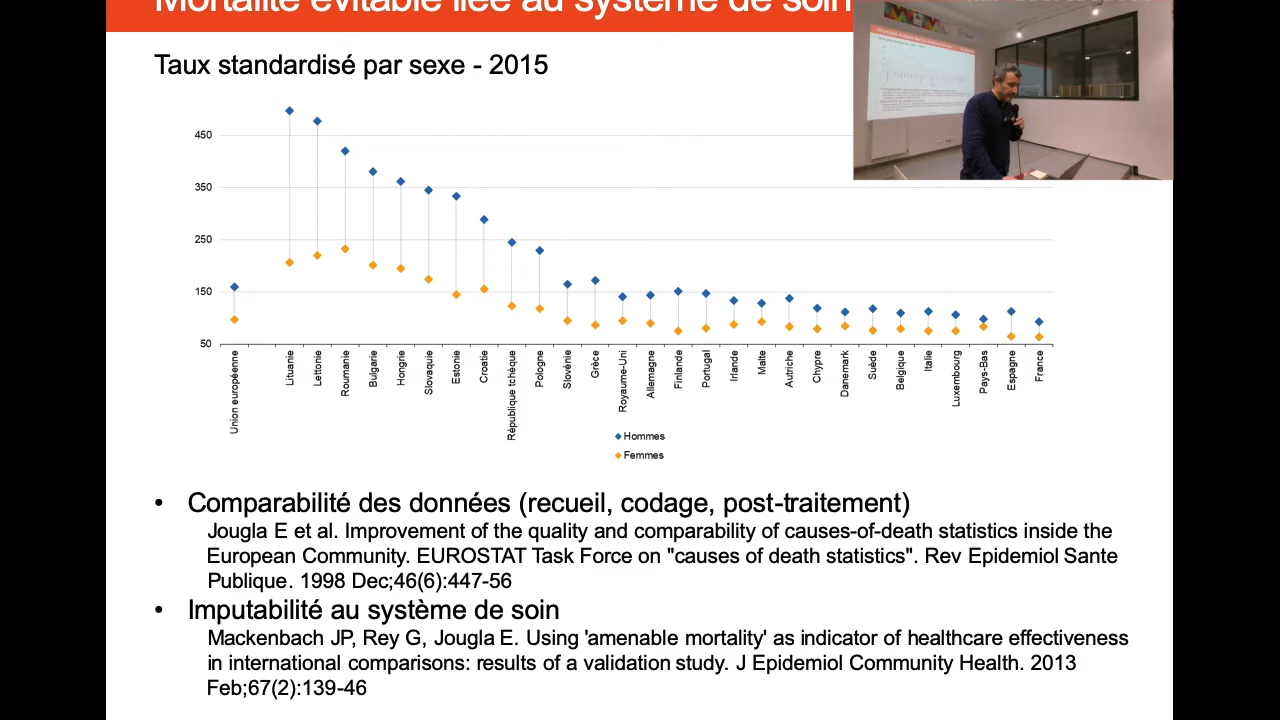 Mortalité évitable liée au système de soin
Taux standardisé par sexe - 2015
450
350
250
150
50
Union européenne
Lituanie
Lettonie
Roumanie
Bulgarie
Hongrie
Slovaquie
Estonie
Croatie
République tchèque
Pologne
Slovénie
Grèce
Royaume-Uni
Allemagne
Finlande
Portugal
Irlande
Malte
Autriche
Chypre
Danemark
Suède
Belgique
Italie
Luxembourg
Pays-Bas
Espagne
France
Hommes
Femmes
• Comparabilité des données (recueil, codage, post-traitement)
Jougla E et al. Improvement of the quality and comparability of causes-of-death statistics inside the
European Community. EUROSTAT Task Force on "causes of death statistics". Rev Epidemiol Sante
Publique. 1998 Dec;46(6):447-56
• Imputabilité au système de soin
Mackenbach JP, Rey G, Jougla E. Using 'amenable mortality' as indicator of healthcare effectiveness
in international comparisons: results of a validation study. J Epidemiol Community Health. 2013
Feb;67(2):139-46